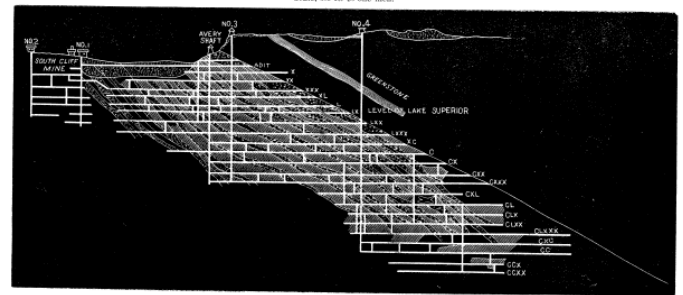 NO.3
NO.4
AVERY
SHAFT
NO.2
NO.1
SOUTH CLIFF
MINE
ADIT
X
XX
XXX
XL
L
LX
GREENSTONE
LEVEL OF LAKE SUPERIOR
LXX
LXXX
XC
C
CX
CXX
CXXX
CXL
CL
CLX
CLXX
CLXXX
CXC
CC
CCX
CCXX